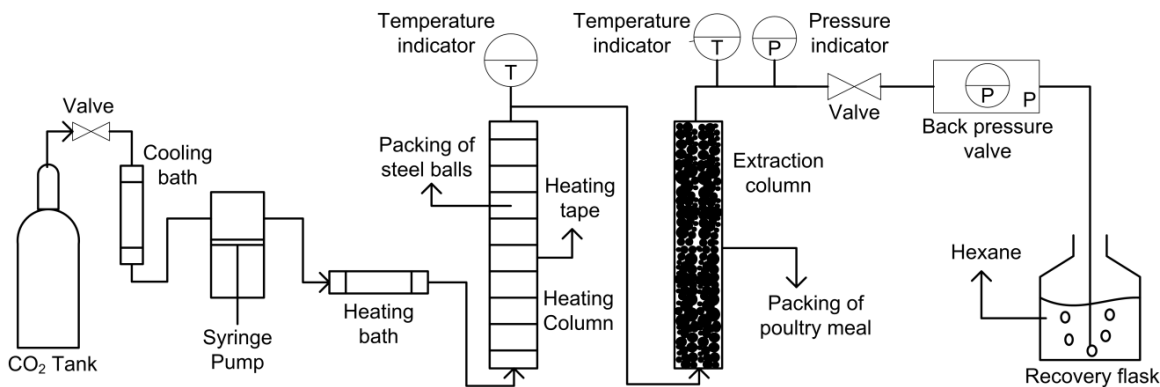 Temperature
indicator
T
Temperature
indicator
T
Pressure
indicator
P
Valve
Cooling
bath
Packing of
steel balls
Heating
tape
Extraction
column
Valve
P
P
Back pressure
valve
Hexane
Heating
Column
Packing of
poultry meal
Heating
bath
Syringe
Pump
CO₂ Tank
Recovery flask